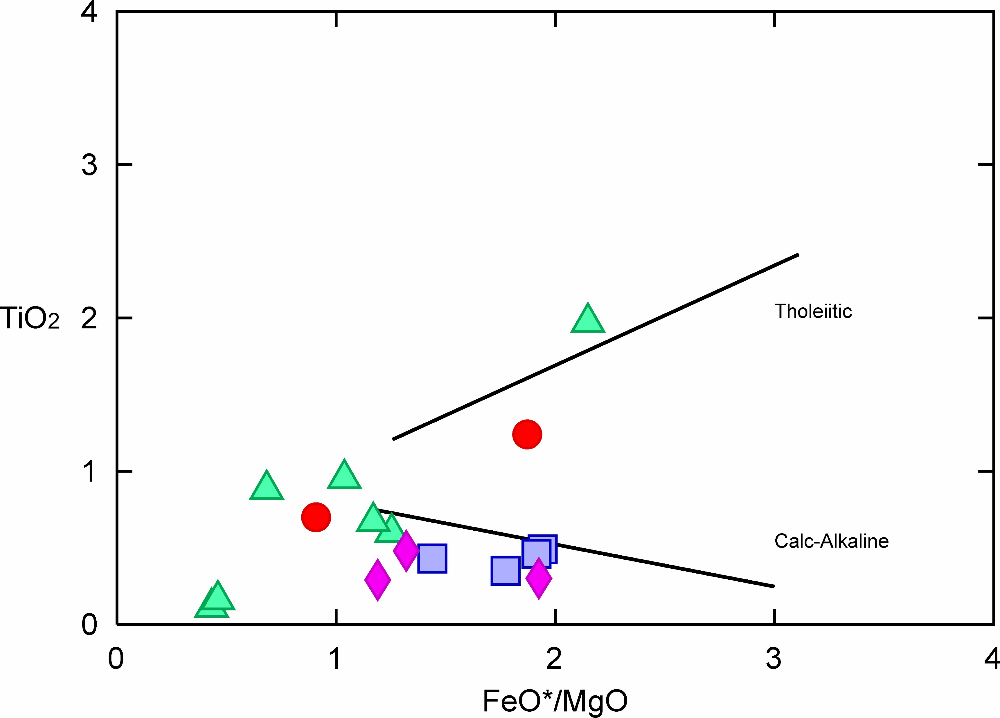 4
3
TiO2 2
Tholeiitic
1
Calc-Alkaline
0
0 1 2 3 4
FeO*/MgO